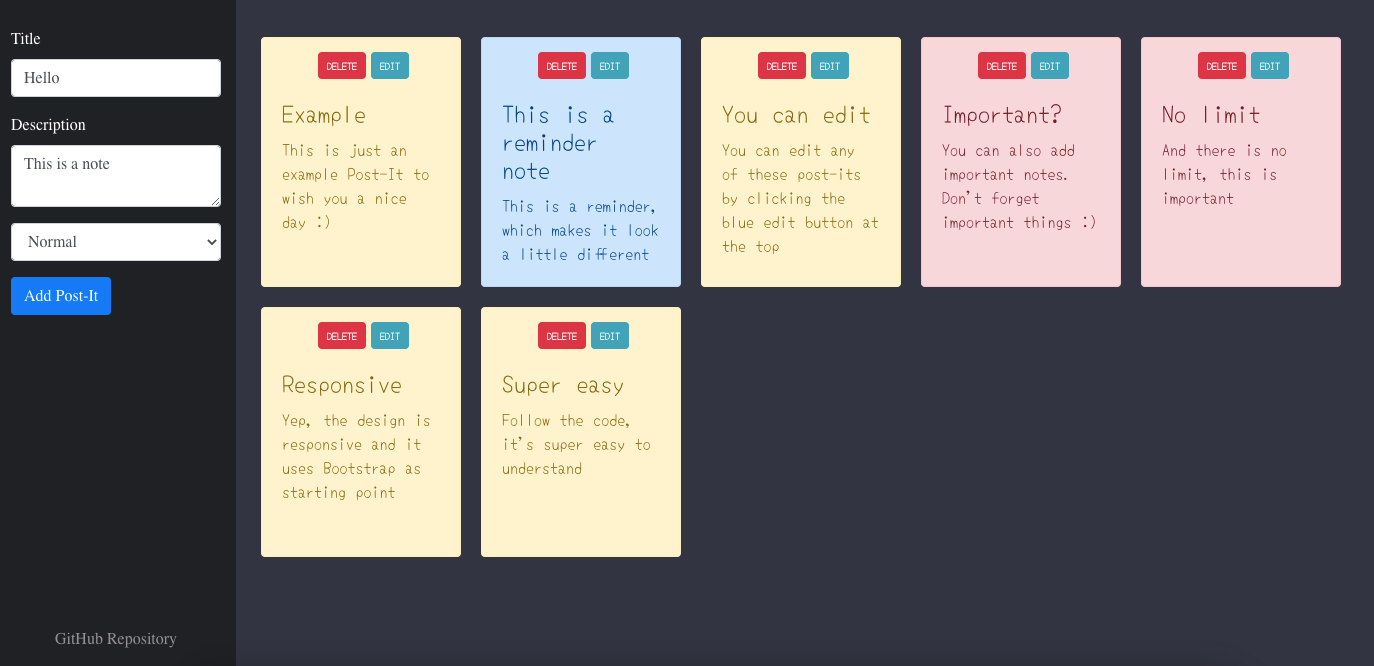 Title
Hello
Description
This is a note
Normal
Add Post-It
GitHub Repository
DELETE EDIT
Example
This is just an
example Post-It to
wish you a nice
day :)
DELETE EDIT
This is a
reminder
note
This is a reminder,
which makes it look
a little different
DELETE EDIT
You can edit
You can edit any
of these post-its
by clicking the
blue edit button at
the top
DELETE EDIT
Important?
You can also add
important notes.
Don't forget
important things :)
DELETE EDIT
No limit
And there is no
limit, this is
important
DELETE EDIT
Responsive
Yep, the design is
responsive and it
uses Bootstrap as
starting point
DELETE EDIT
Super easy
Follow the code,
it's super easy to
understand